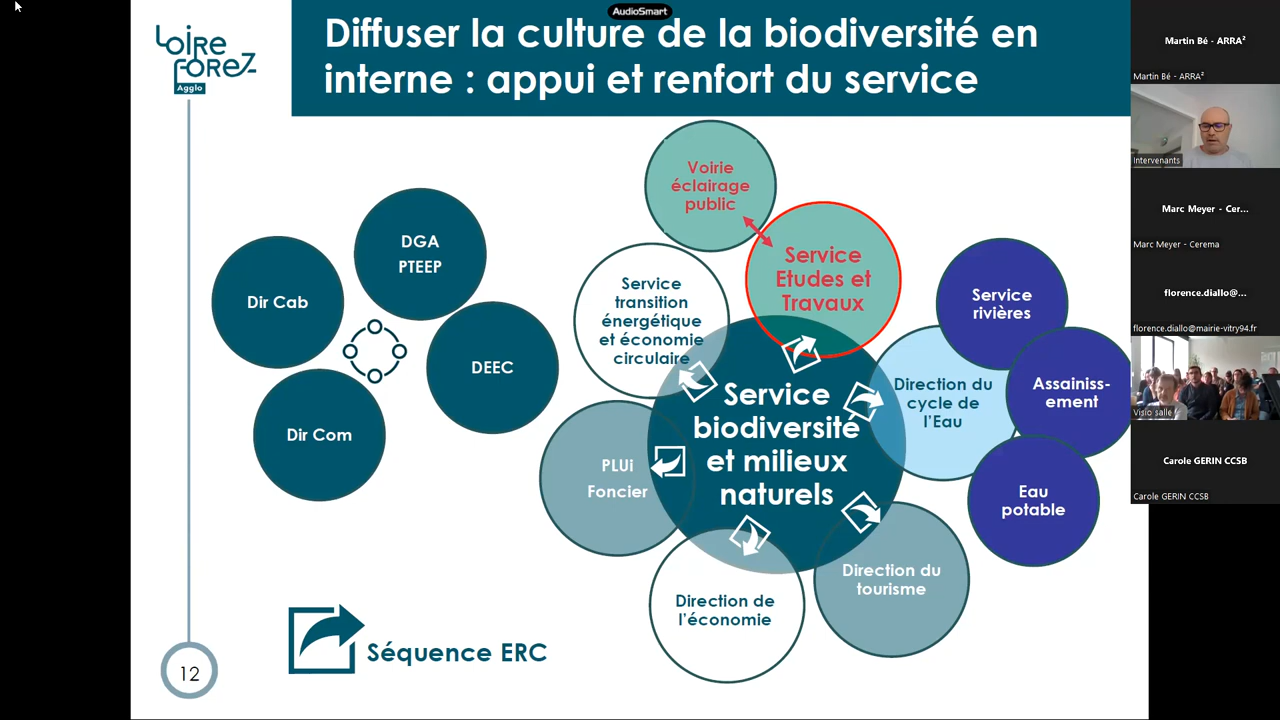 AudioSmart
LOIRE
FOREZ
Agglo
Diffuser la culture de la biodiversité en
interne : appui et renfort du service
Voirie
éclairage
public
Service
Etudes et
Travaux
Service
transition
énergétique
et économie
circulaire
DGA
PTEEP
Dir Cab
DEEC
Dir Com
Service
rivières
Direction du
cycle de
l’Eau
Assainiss-
ement
Eau
potable
Service
biodiversité
et milieux
naturels
PLUi
Foncier
Direction du
tourisme
Direction de
l’économie
Séquence ERC
12
Martin Bé - ARRA²
Martin Bé - ARRA²
Intervenants
Marc Meyer - Cer...
Marc Meyer - Cerema
florence.diallo@...
florence.diallo@mairie-vitry94.fr
Visio salle
Carole GERIN CCSB
Carole GERIN CCSB